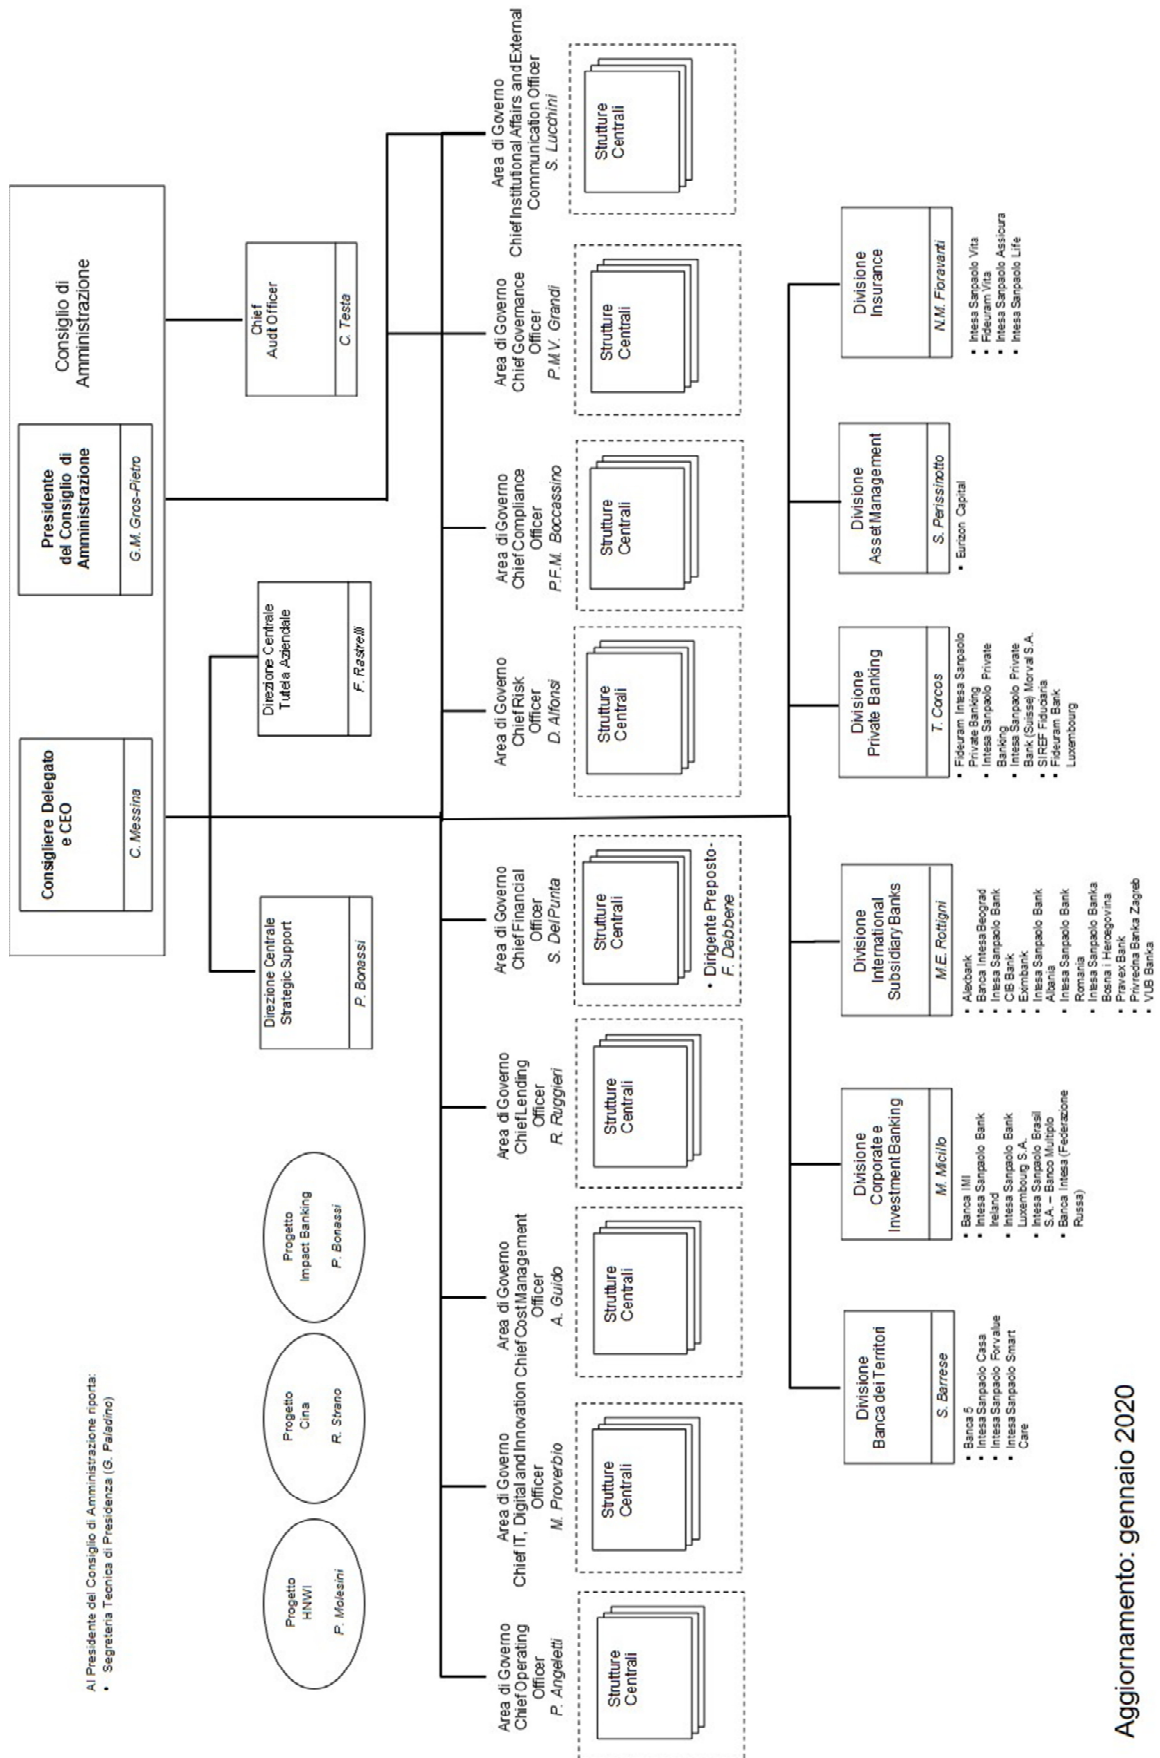 Consiglio di
Amministrazione
Consigliere Delegato
e CEO
C. Messina
Presidente
del Consiglio di
Amministrazione
G.M. Gros-Pietro
Al Presidente del Consiglio di Amministrazione riporta:
• Segreteria Tecnica di Presidenza (G. Paladino)
Progetto
HNWI
P. Molesini
Progetto
Cina
R. Strano
Progetto
Impact Banking
P. Bonassi
Direzione Centrale
Strategic Support
P. Bonassi
Direzione Centrale
Tutela Aziendale
F. Rastrelli
Chief
Audit Officer
C. Testa
Area di Governo
Chief Operating
Officer
P. Angeletti
Strutture
Centrali
Area di Governo
Chief IT, Digital and Innovation
Officer
M. Proverbio
Strutture
Centrali
Area di Governo
Chief Cost Management
Officer
A. Guido
Strutture
Centrali
Area di Governo
Chief Lending
Officer
R. Ruggieri
Strutture
Centrali
Area di Governo
Chief Financial
Officer
S. Del Punta
Strutture
Centrali
• Dirigente Preposto-
F. Dabbene
Area di Governo
Chief Risk
Officer
D. Alfonsi
Strutture
Centrali
Area di Governo
Chief Compliance
Officer
P.F.M. Boccassino
Strutture
Centrali
Area di Governo
Chief Governance
Officer
P.M.V. Grandi
Strutture
Centrali
Area di Governo
Chief Institutional Affairs and External
Communication Officer
S. Lucchini
Strutture
Centrali
Divisione
Banca dei Territori
S. Barrese
• Banca 5
• Intesa Sanpaolo Casa
• Intesa Sanpaolo Forvalue
• Intesa Sanpaolo Smart
Care
Divisione
Corporate e
Investment Banking
M. Micillo
• Banca IMI
• Intesa Sanpaolo Bank
Ireland
• Intesa Sanpaolo Bank
Luxembourg S.A.
• Intesa Sanpaolo Brasil
S.A. – Banco Multiplo
• Banca Intesa (Federazione
Russa)
Divisione
International
Subsidiary Banks
M.E. Rottigni
• Alexbank
• Banca Intesa Beograd
• Intesa Sanpaolo Bank
• CIB Bank
• Eximbank
• Intesa Sanpaolo Bank
Albania
• Intesa Sanpaolo Bank
Romania
• Intesa Sanpaolo Banka
Bosna i Hercegovina
• Pravex Bank
• Privredna Banka Zagreb
• VUB Banka
Divisione
Private Banking
T. Corcos
• Fideuram Intesa Sanpaolo
Private Banking
• Intesa Sanpaolo Private
Banking
• Intesa Sanpaolo Private
Bank (Suisse) Morval S.A.
• SIREF Fiduciaria
• Fideuram Bank
Luxembourg
Divisione
Asset Management
S. Perissinotto
• Eurizon Capital
Divisione
Insurance
N.M. Fioravanti
• Intesa Sanpaolo Vita
• Fideuram Vita
• Intesa Sanpaolo Assicura
• Intesa Sanpaolo Life
Aggiornamento: gennaio 2020